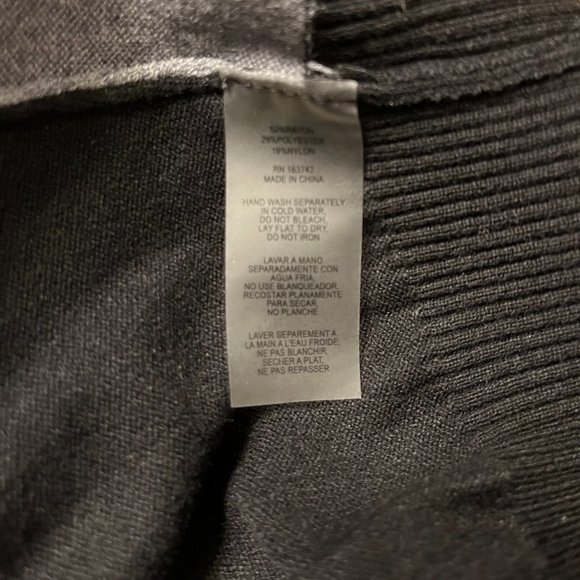 52%RAYON
29%POLYESTER
19%NYLON
RN 163742
MADE IN CHINA
HAND WASH SEPARATELY
IN COLD WATER,
DO NOT BLEACH,
LAY FLAT TO DRY,
DO NOT IRON
LAVAR A MANO
SEPARADAMENTE CON
AGUA FRIA,
NO USE BLANQUEADOR,
RECOSTAR PLANAMENTE
PARA SECAR,
NO PLANCHE
LAVER SEPAREMENT A
LA MAIN A L'EAU FROIDE,
NE PAS BLANCHIR,
SECHER A PLAT,
NE PAS REPASSER